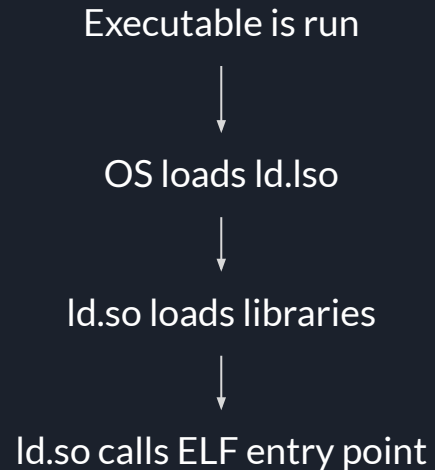 Executable is run
OS loads ld.lso
ld.so loads libraries
ld.so calls ELF entry point